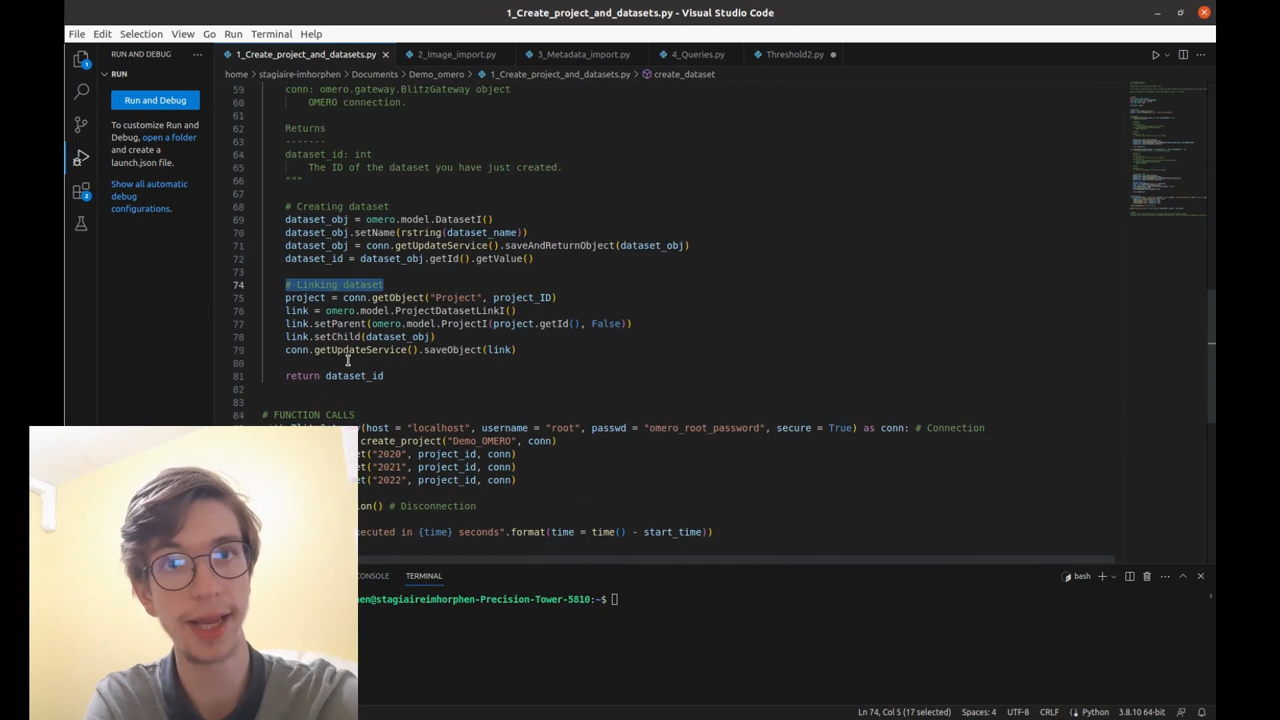 1_Create_project_and_datasets.py - Visual Studio Code
File Edit Selection View Go Run Terminal Help
RUN AND DEBUG
1_Create_project_and_datasets.py
2_Image_import.py
3_Metadata_import.py
4_Queries.py
Threshold2.py
RUN
home > stagiaire-imhorphen > Documents > Demo_omero > 1_Create_project_and_datasets.py > create_dataset
Run and Debug
To customize Run and
Debug, open a folder
and create a
launch.json file.
Show all automatic
debug
configurations.
1
2
59 conn: omero.gateway.BlitzGateway object
60 OMERO connection.
61
62 Returns
63 -------
64 dataset_id: int
65 The ID of the dataset you have just created.
66 """
67
68 # Creating dataset
69 dataset_obj = omero.model.DatasetI()
70 dataset_obj.setName(rstring(dataset_name))
71 dataset_obj = conn.getUpdateService().saveAndReturnObject(dataset_obj)
72 dataset_id = dataset_obj.getId().getValue()
73
74 # Linking dataset
75 project = conn.getObject("Project", project_ID)
76 link = omero.model.ProjectDatasetLinkI()
77 link.setParent(omero.model.ProjectI(project.getId(), False))
78 link.setChild(dataset_obj)
79 conn.getUpdateService().saveObject(link)
80
81 return dataset_id
82
83
84 # FUNCTION CALLS
(host = "localhost", username = "root", passwd = "omero_root_password", secure = True) as conn: # Connection
create_project("Demo_OMERO", conn)
et("2020", project_id, conn)
et("2021", project_id, conn)
et("2022", project_id, conn)
ion() # Disconnection
ecuted in {time} seconds".format(time = time() - start_time))
CONSOLE TERMINAL
bash
hen@stagiaireimhorphen-Precision-Tower-5810:~$
Ln 74, Col 5 (17 selected) Spaces: 4 UTF-8 CRLF Python 3.8.10 64-bit